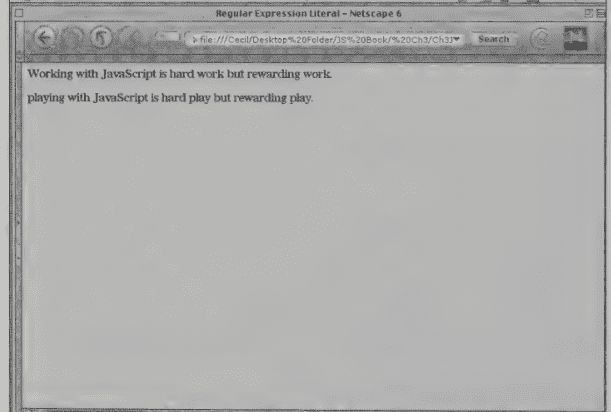 Regular Expression Literal - Netscape 6
file:///Cecil/Desktop%20Folder/JS%20Book/%20Ch3/Ch3J
Search
Working with JavaScript is hard work but rewarding work.
playing with JavaScript is hard play but rewarding play.